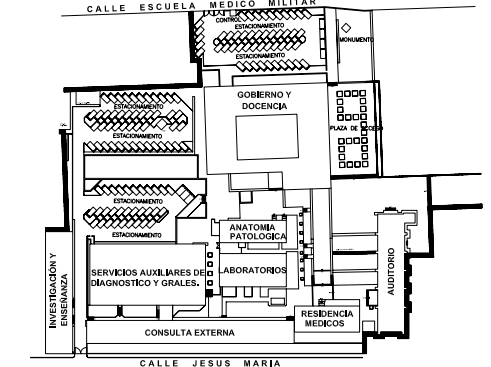 CALLE ESCUELA MEDICO MILITAR
CONTROL
ESTACIONAMIENTO
MONUMENTO
ESTACIONAMIENTO
GOBIERNO Y
DOCENCIA
ESTACIONAMIENTO
PLAZA DE ACCESO
ESTACIONAMIENTO
ESTACIONAMIENTO
ESTACIONAMIENTO
ANATOMIA
PATOLOGICA
INVESTIGACIÓN Y
ENSEÑANZA
SERVICIOS AUXILIARES DE
DIAGNOSTICO Y GRALES.
LABORATORIOS
AUDITORIO
RESIDENCIA
MEDICOS
CONSULTA EXTERNA
CALLE JESUS MARIA